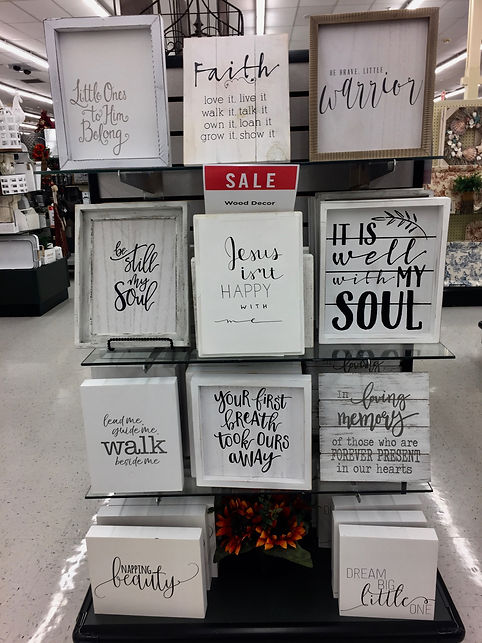 Little Ones
to Him
Belong
Faith
love it. live it
walk it. talk it
own it. loan it
grow it. show it
BE BRAVE, LITTLE
warrior
SALE
Wood Decor
be
still
my
Soul
Jesus
isn't
HAPPY
WITH
me
IT IS
well
with MY
SOUL
lead me,
guide me,
walk
beside me
YOUR first
breath
took OURS
AWAY
In loving
memory
of those who are
FOREVER PRESENT
in our hearts
NAPPING
beauty
DREAM
BIG
little
ONE